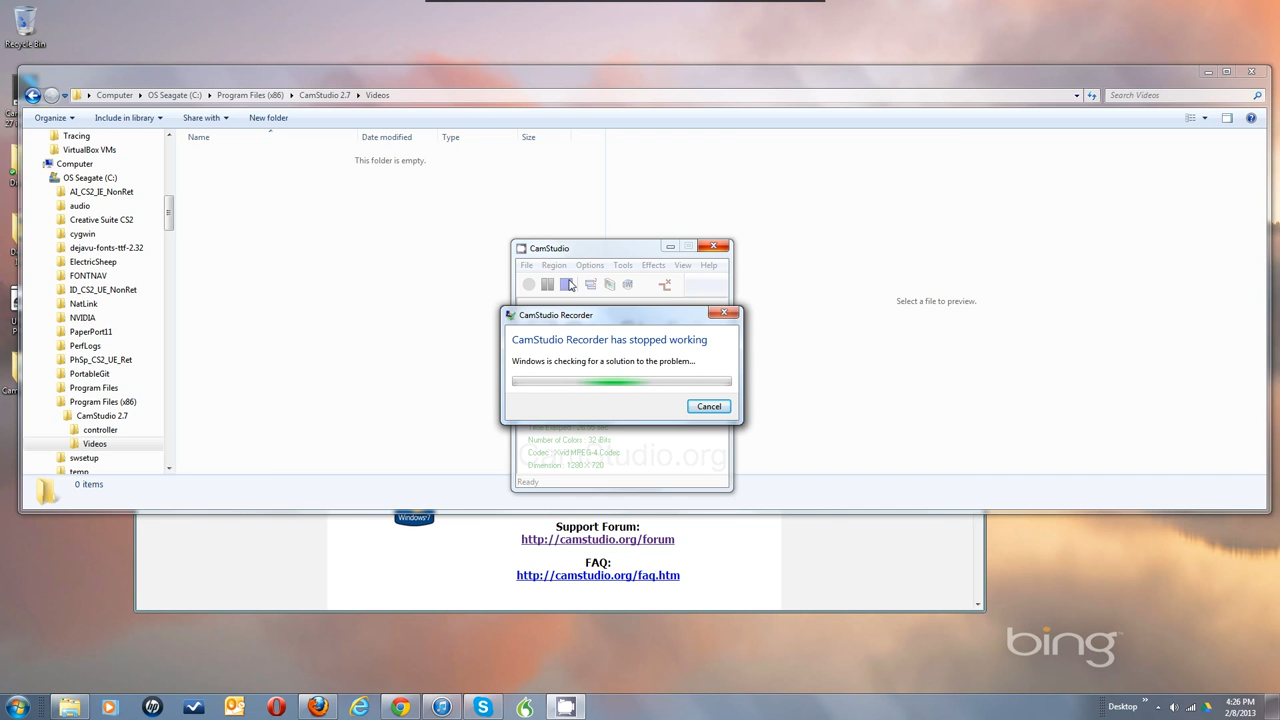 Recycle Bin
Computer OS Seagate (C:) Program Files (x86) CamStudio 2.7 Videos
Search Videos
Organize Include in library Share with New folder
Tracing
VirtualBox VMs
Computer
OS Seagate (C:)
AI_CS2_IE_NonRet
audio
Creative Suite CS2
cygwin
dejavu-fonts-ttf-2.32
ElectricSheep
FONTNAV
ID_CS2_UE_NonRet
NatLink
NVIDIA
PaperPort11
PerfLogs
PhSp_CS2_UE_Ret
PortableGit
Program Files
Program Files (x86)
CamStudio 2.7
controller
Videos
swsetup
temp
Name Date modified Type Size
This folder is empty.
Select a file to preview.
0 items
CamStudio
File Region Options Tools Effects View Help
CamStudio Recorder
CamStudio Recorder has stopped working
Windows is checking for a solution to the problem...
Cancel
Number of Colors : 32 iBits
Codec : Xvid MPEG-4 Codec
Dimension : 1280 X 720
CamStudio.org
Ready
Windows 7
Support Forum:
http://camstudio.org/forum
FAQ:
http://camstudio.org/faq.htm
bing
Desktop
4:26 PM
2/8/2013